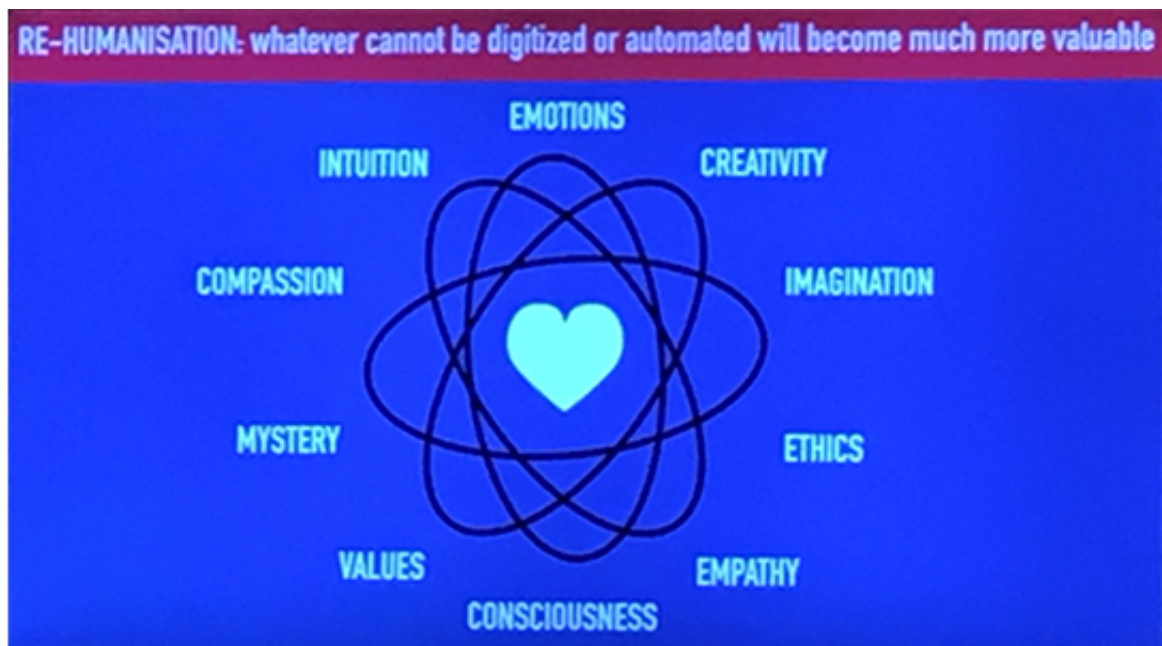 RE-HUMANISATION: whatever cannot be digitized or automated will become much more valuable
EMOTIONS
INTUITION
CREATIVITY
COMPASSION
IMAGINATION
MYSTERY
ETHICS
VALUES
EMPATHY
CONSCIOUSNESS